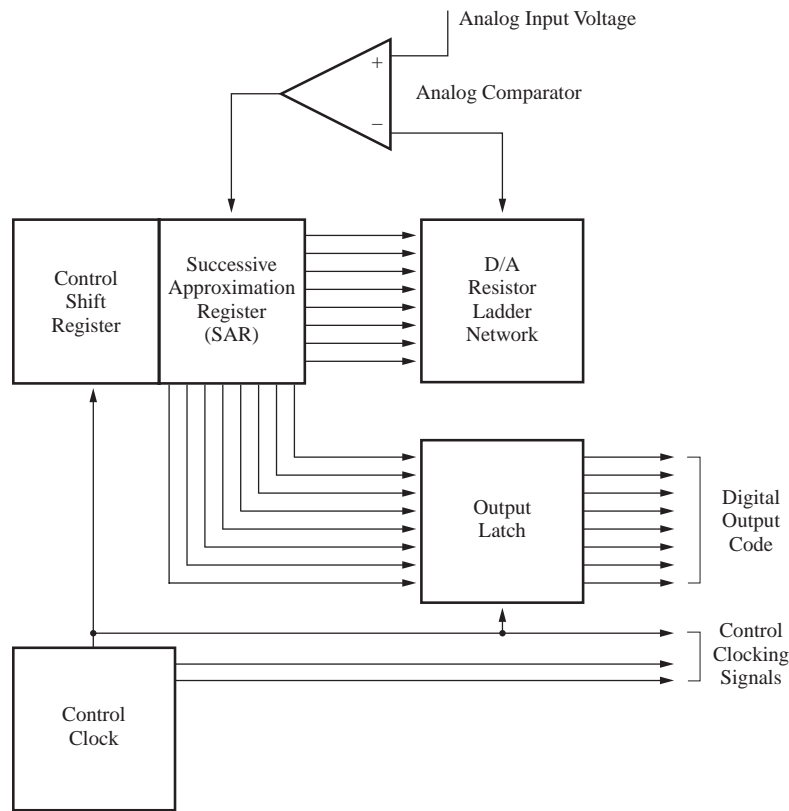 Analog Input Voltage
+
Analog Comparator
−
Control
Shift
Register
Successive
Approximation
Register
(SAR)
D/A
Resistor
Ladder
Network
Output
Latch
Digital
Output
Code
Control
Clocking
Signals
Control
Clock